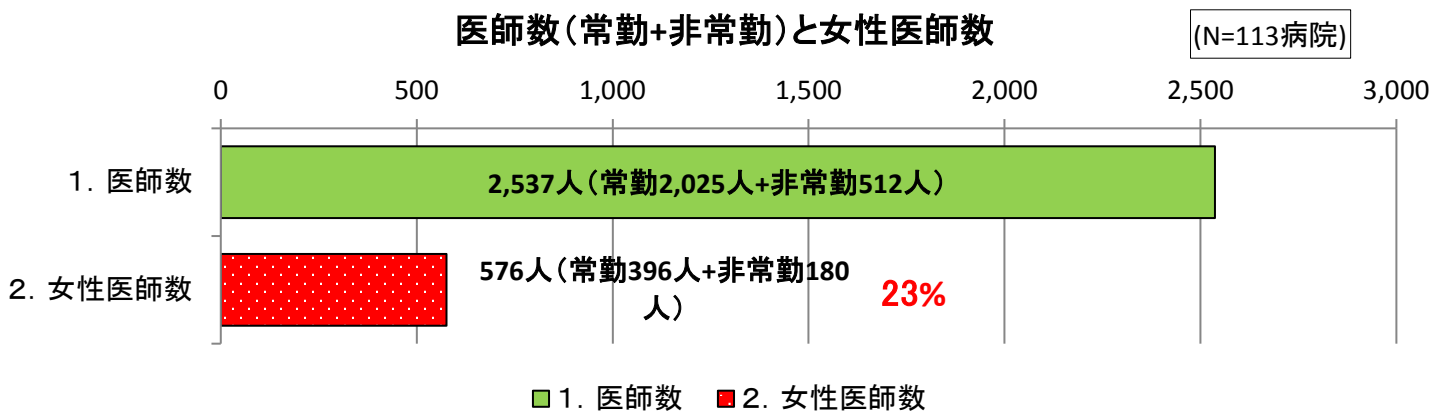 医師数（常勤+非常勤）と女性医師数
(N=113病院)
0 500 1,000 1,500 2,000 2,500 3,000
１．医師数
2,537人（常勤2,025人+非常勤512人）
２．女性医師数
576人（常勤396人+非常勤180
人）
23%
１．医師数 ２．女性医師数